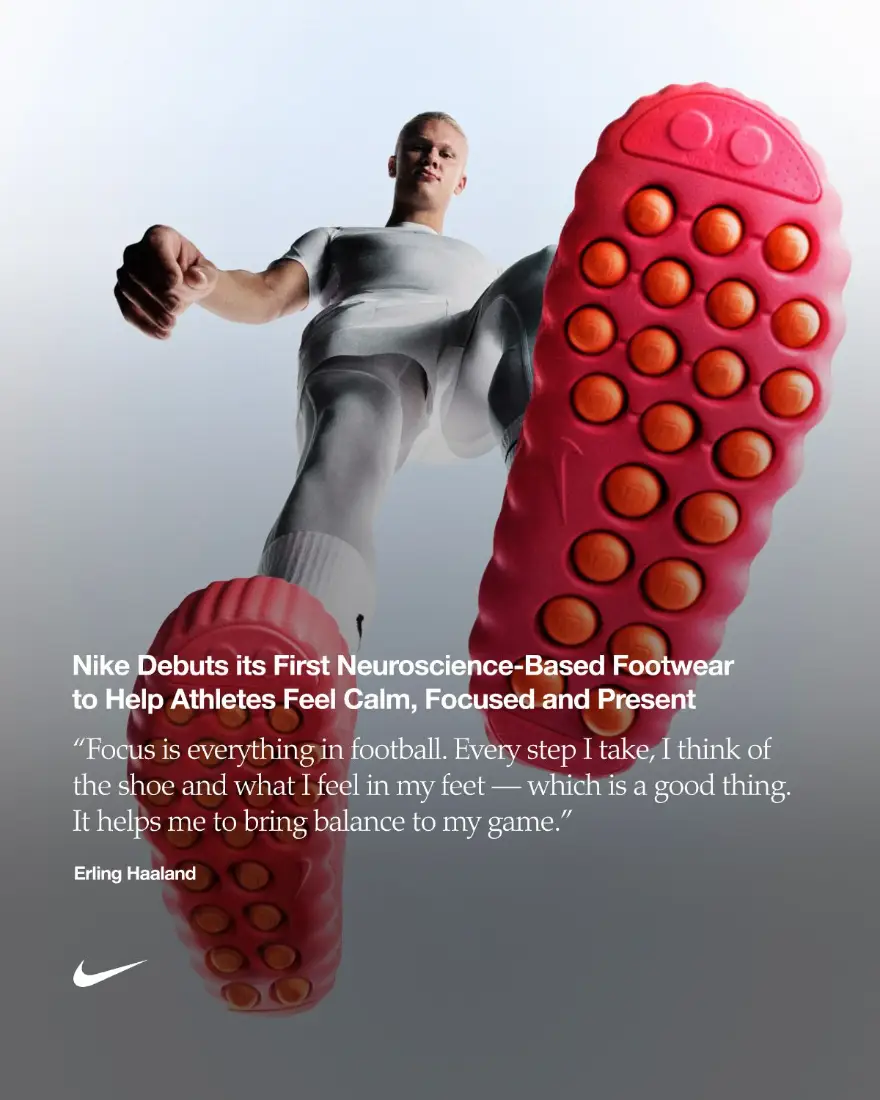 Nike Debuts its First Neuroscience-Based Footwear
to Help Athletes Feel Calm, Focused and Present
“Focus is everything in football. Every step I take, I think of
the shoe and what I feel in my feet — which is a good thing.
It helps me to bring balance to my game.”
Erling Haaland